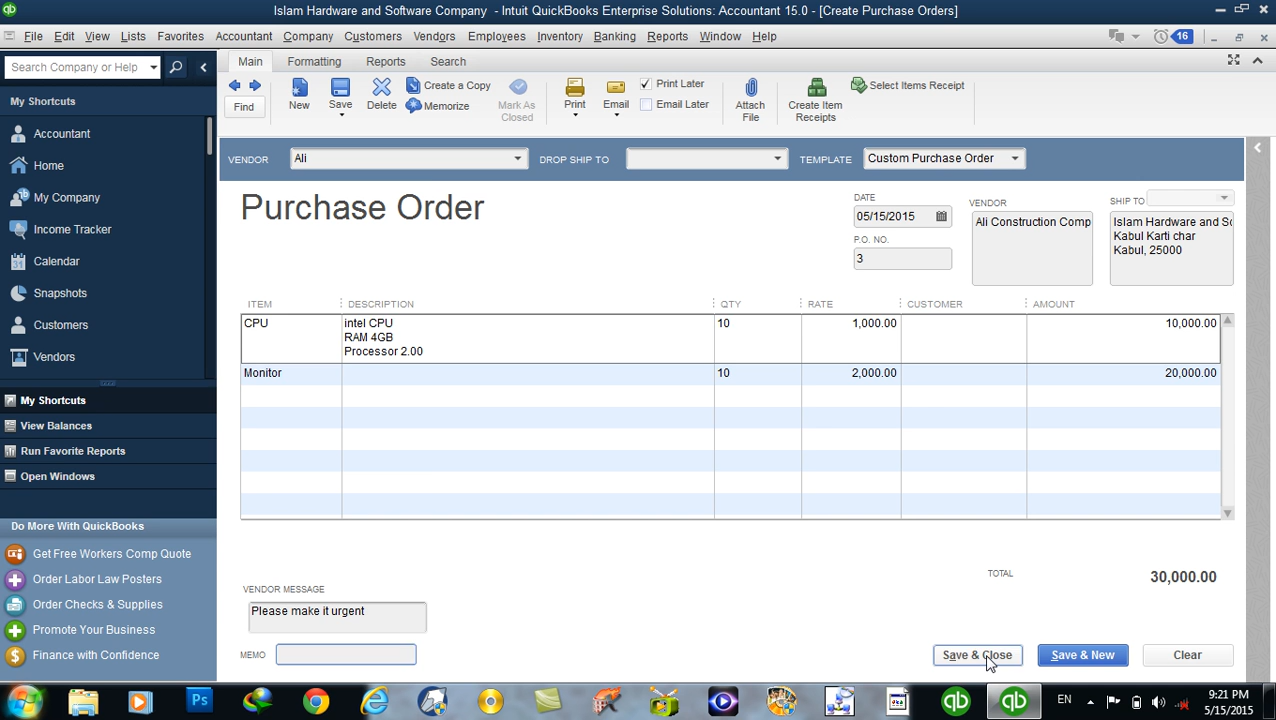 Islam Hardware and Software Company - Intuit QuickBooks Enterprise Solutions: Accountant 15.0 - [Create Purchase Orders]
File Edit View Lists Favorites Accountant Company Customers Vendors Employees Inventory Banking Reports Window Help 16
Search Company or Help
Main Formatting Reports Search
My Shortcuts
Accountant
Home
My Company
Income Tracker
Calendar
Snapshots
Customers
Vendors
My Shortcuts
View Balances
Run Favorite Reports
Open Windows
Do More With QuickBooks
Get Free Workers Comp Quote
Order Labor Law Posters
Order Checks & Supplies
Promote Your Business
Finance with Confidence
Find
New
Save
Delete
Create a Copy
Memorize
Mark As
Closed
Print
Email
Print Later
Email Later
Attach
File
Create Item
Receipts
Select Items Receipt
VENDOR Ali DROP SHIP TO TEMPLATE Custom Purchase Order
Purchase Order
DATE
05/15/2015
P.O. NO.
3
VENDOR
Ali Construction Comp
SHIP TO
Islam Hardware and So
Kabul Karti char
Kabul, 25000
ITEM DESCRIPTION QTY RATE CUSTOMER AMOUNT
CPU intel CPU 10 1,000.00 10,000.00
RAM 4GB
Processor 2.00
Monitor 10 2,000.00 20,000.00
TOTAL 30,000.00
VENDOR MESSAGE
Please make it urgent
MEMO
Save & Close Save & New Clear
Ps
qb
qb
EN
9:21 PM
5/15/2015